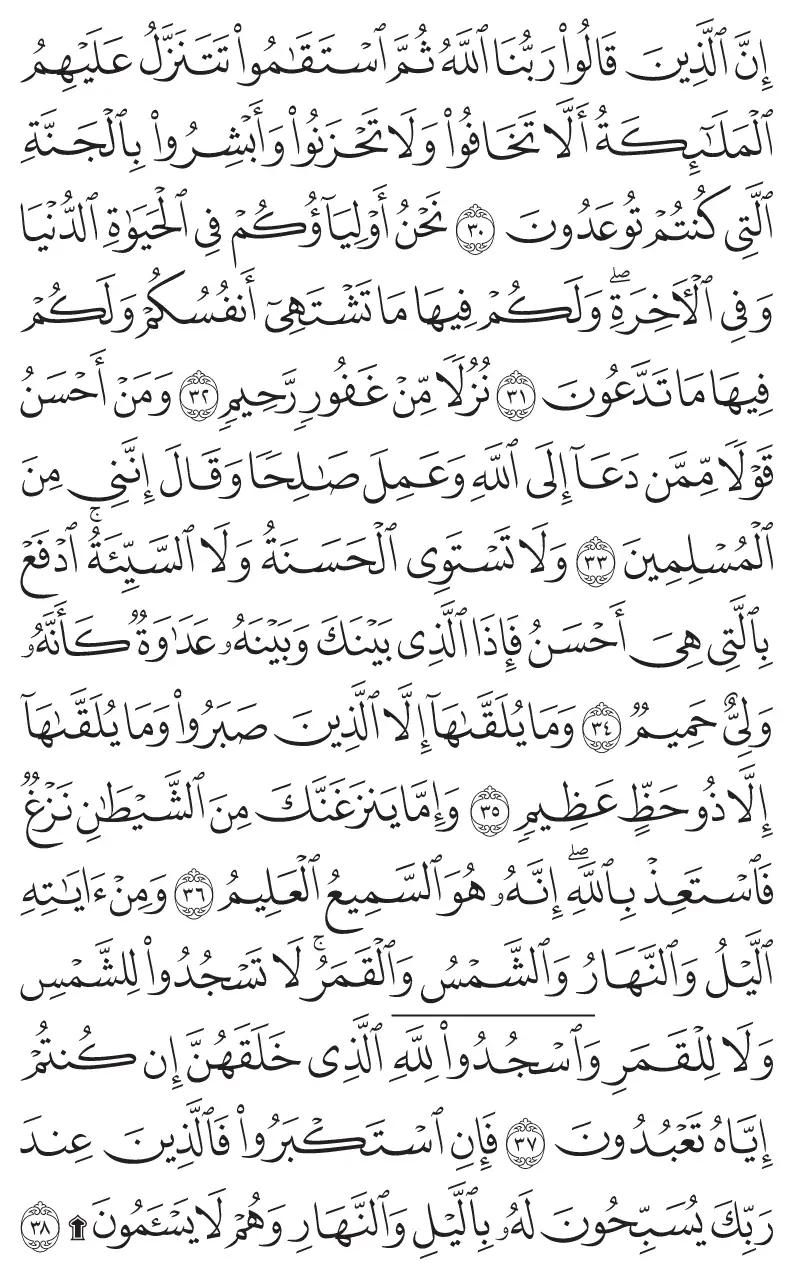 إِنَّ ٱلَّذِينَ قَالُوا۟ رَبُّنَا ٱللَّهُ ثُمَّ ٱسْتَقَٰمُوا۟ تَتَنَزَّلُ عَلَيْهِمُ
ٱلْمَلَٰٓئِكَةُ أَلَّا تَخَافُوا۟ وَلَا تَحْزَنُوا۟ وَأَبْشِرُوا۟ بِٱلْجَنَّةِ
ٱلَّتِى كُنتُمْ تُوعَدُونَ ٣٠ نَحْنُ أَوْلِيَآؤُكُمْ فِى ٱلْحَيَوٰةِ ٱلدُّنْيَا
وَفِى ٱلْءَاخِرَةِ ۖ وَلَكُمْ فِيهَا مَا تَشْتَهِىٓ أَنفُسُكُمْ وَلَكُمْ
فِيهَا مَا تَدَّعُونَ ٣١ نُزُلًا مِّنْ غَفُورٍ رَّحِيمٍ ٣٢ وَمَنْ أَحْسَنُ
قَوْلًا مِّمَّن دَعَآ إِلَى ٱللَّهِ وَعَمِلَ صَٰلِحًا وَقَالَ إِنَّنِى مِنَ
ٱلْمُسْلِمِينَ ٣٣ وَلَا تَسْتَوِى ٱلْحَسَنَةُ وَلَا ٱلسَّيِّئَةُ ۚ ٱدْفَعْ
بِٱلَّتِى هِىَ أَحْسَنُ فَإِذَا ٱلَّذِى بَيْنَكَ وَبَيْنَهُۥ عَدَٰوَةٌ كَأَنَّهُۥ
وَلِىٌّ حَمِيمٌ ٣٤ وَمَا يُلَقَّىٰهَآ إِلَّا ٱلَّذِينَ صَبَرُوا۟ وَمَا يُلَقَّىٰهَآ
إِلَّا ذُو حَظٍّ عَظِيمٍ ٣٥ وَإِمَّا يَنزَغَنَّكَ مِنَ ٱلشَّيْطَٰنِ نَزْغٌ
فَٱسْتَعِذْ بِٱللَّهِ ۖ إِنَّهُۥ هُوَ ٱلسَّمِيعُ ٱلْعَلِيمُ ٣٦ وَمِنْ ءَايَٰتِهِ
ٱلَّيْلُ وَٱلنَّهَارُ وَٱلشَّمْسُ وَٱلْقَمَرُ ۚ لَا تَسْجُدُوا۟ لِلشَّمْسِ
وَلَا لِلْقَمَرِ وَٱسْجُدُوا۟ لِلَّهِ ٱلَّذِى خَلَقَهُنَّ إِن كُنتُمْ
إِيَّاهُ تَعْبُدُونَ ٣٧ فَإِنِ ٱسْتَكْبَرُوا۟ فَٱلَّذِينَ عِندَ
رَبِّكَ يُسَبِّحُونَ لَهُۥ بِٱلَّيْلِ وَٱلنَّهَارِ وَهُمْ لَا يَسْـَٔمُونَ ۩ ٣٨